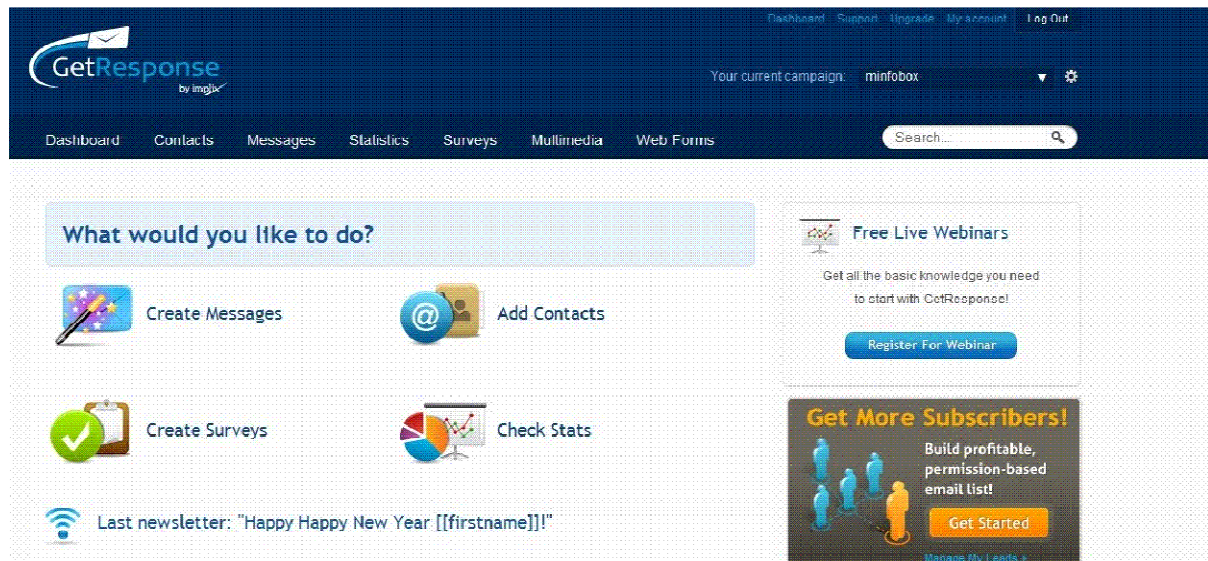 Dashboard Support Upgrade My account Log Out
GetResponse
by implix
Your current campaign: minfobox
Dashboard Contacts Messages Statistics Surveys Multimedia Web Forms Search...
What would you like to do?
Free Live Webinars
Get all the basic knowledge you need
to start with GetResponse!
Create Messages Add Contacts
Register For Webinar
Get More Subscribers!
Create Surveys Check Stats
Build profitable,
permission-based
email list!
Get Started
Last newsletter: "Happy Happy New Year [[firstname]]!"
Manage My Leads +